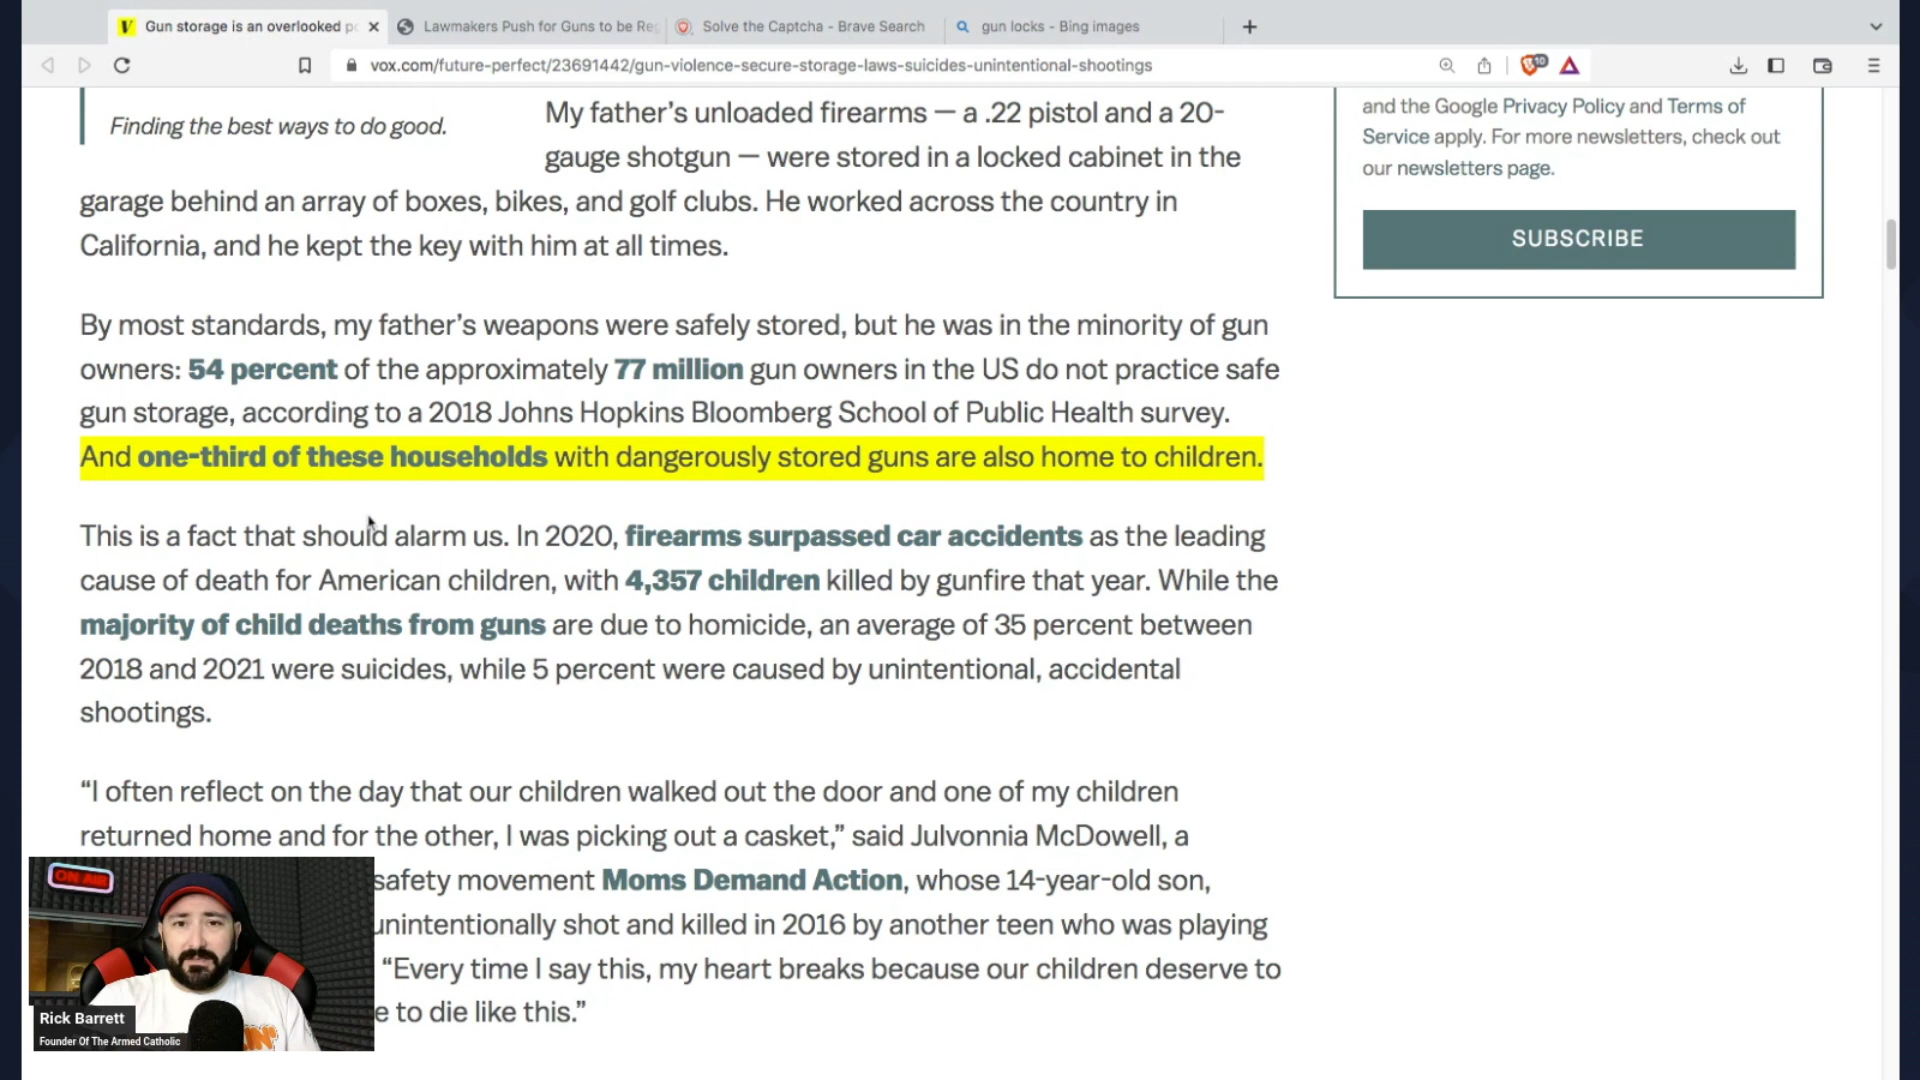 Gun storage is an overlooked p
Lawmakers Push for Guns to be Reg
Solve the Captcha - Brave Search
gun locks - Bing images
vox.com/future-perfect/23691442/gun-violence-secure-storage-laws-suicides-unintentional-shootings
10
Finding the best ways to do good.
My father's unloaded firearms — a .22 pistol and a 20-
gauge shotgun — were stored in a locked cabinet in the
garage behind an array of boxes, bikes, and golf clubs. He worked across the country in
California, and he kept the key with him at all times.
By most standards, my father's weapons were safely stored, but he was in the minority of gun
owners: 54 percent of the approximately 77 million gun owners in the US do not practice safe
gun storage, according to a 2018 Johns Hopkins Bloomberg School of Public Health survey.
And one-third of these households with dangerously stored guns are also home to children.
This is a fact that should alarm us. In 2020, firearms surpassed car accidents as the leading
cause of death for American children, with 4,357 children killed by gunfire that year. While the
majority of child deaths from guns are due to homicide, an average of 35 percent between
2018 and 2021 were suicides, while 5 percent were caused by unintentional, accidental
shootings.
“I often reflect on the day that our children walked out the door and one of my children
returned home and for the other, I was picking out a casket,” said Julvonnia McDowell, a
safety movement Moms Demand Action, whose 14-year-old son,
unintentionally shot and killed in 2016 by another teen who was playing
“Every time I say this, my heart breaks because our children deserve to
e to die like this.”
and the Google Privacy Policy and Terms of
Service apply. For more newsletters, check out
our newsletters page.
SUBSCRIBE
ON AIR
Rick Barrett
Founder Of The Armed Catholic